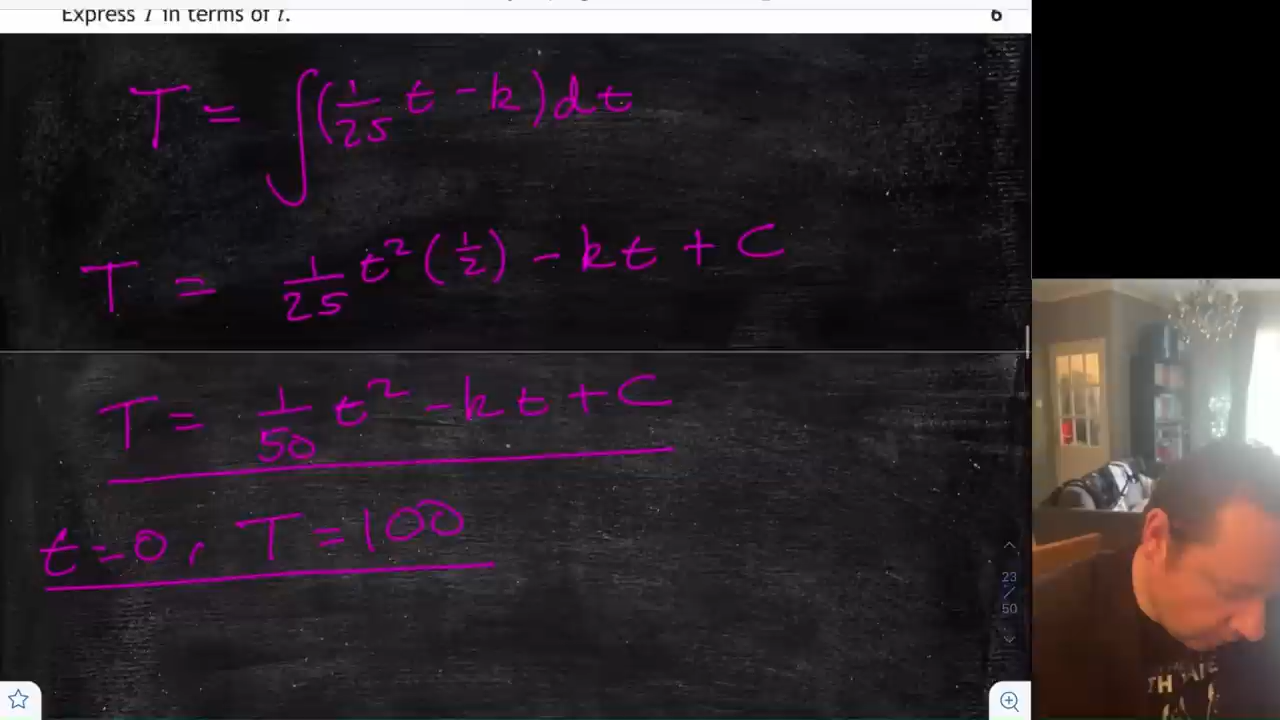 Express T in terms of t.
6
T = ∫(1/25 t - k)dt
T = 1/25 t²(1/2) - kt + C
T = 1/50 t² - kt + C
t=0, T=100
23
/
50